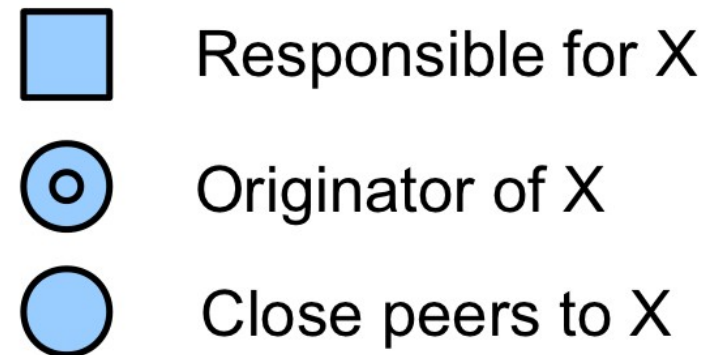 Responsible for X
Originator of X
Close peers to X